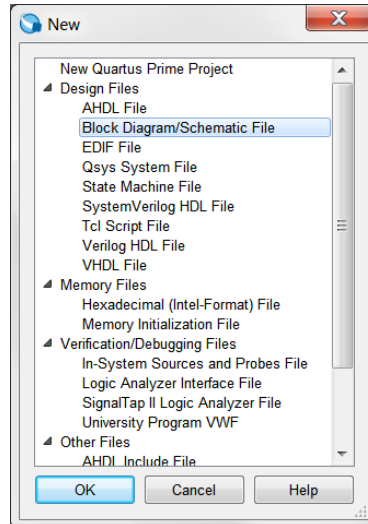 New
New Quartus Prime Project
Design Files
AHDL File
Block Diagram/Schematic File
EDIF File
Qsys System File
State Machine File
SystemVerilog HDL File
Tcl Script File
Verilog HDL File
VHDL File
Memory Files
Hexadecimal (Intel-Format) File
Memory Initialization File
Verification/Debugging Files
In-System Sources and Probes File
Logic Analyzer Interface File
SignalTap II Logic Analyzer File
University Program VWF
Other Files
AHDL Include File
OK Cancel Help